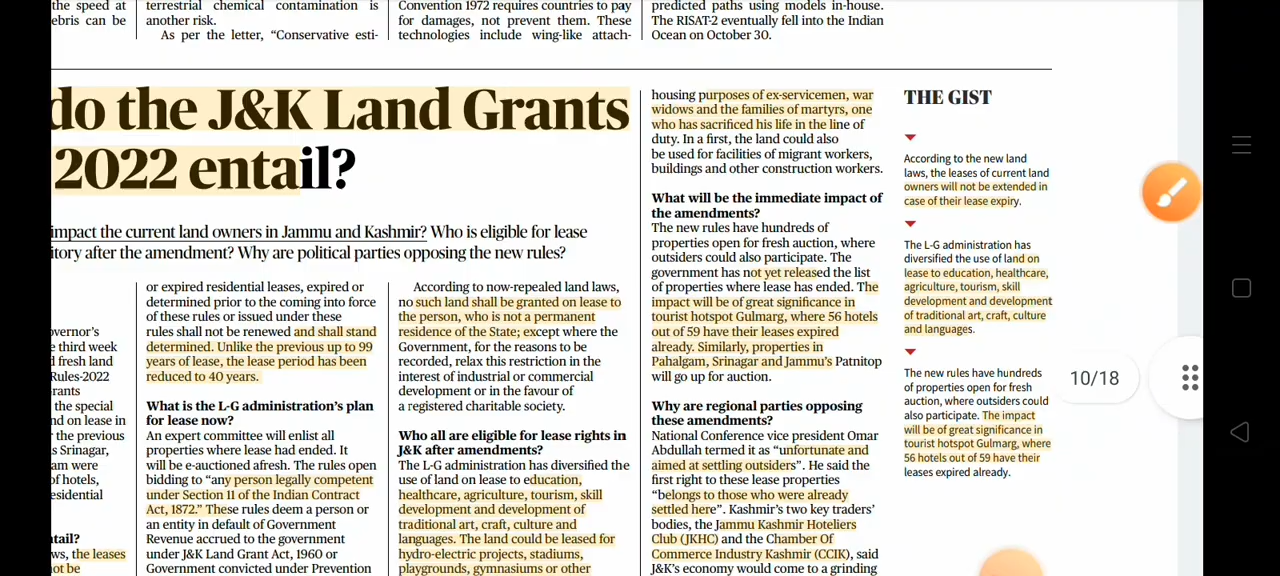 the speed at
ebris can be
terrestrial chemical contamination is
another risk.
As per the letter, “Conservative esti-
Convention 1972 requires countries to pay
for damages, not prevent them. These
technologies include wing-like attach-
predicted paths using models in-house.
The RISAT-2 eventually fell into the Indian
Ocean on October 30.
do the J&K Land Grants
2022 entail?
impact the current land owners in Jammu and Kashmir? Who is eligible for lease
itory after the amendment? Why are political parties opposing the new rules?
overnor’s
e third week
d fresh land
Rules-2022
rants
the special
nd on lease in
r the previous
s Srinagar,
am were
of hotels,
esidential
ntail?
ws, the leases
not be
or expired residential leases, expired or
determined prior to the coming into force
of these rules or issued under these
rules shall not be renewed and shall stand
determined. Unlike the previous up to 99
years of lease, the lease period has been
reduced to 40 years.
What is the L-G administration’s plan
for lease now?
An expert committee will enlist all
properties where lease had ended. It
will be e-auctioned afresh. The rules open
bidding to “any person legally competent
under Section 11 of the Indian Contract
Act, 1872.” These rules deem a person or
an entity in default of Government
Revenue accrued to the government
under J&K Land Grant Act, 1960 or
Government convicted under Prevention
According to now-repealed land laws,
no such land shall be granted on lease to
the person, who is not a permanent
residence of the State; except where the
Government, for the reasons to be
recorded, relax this restriction in the
interest of industrial or commercial
development or in the favour of
a registered charitable society.
Who all are eligible for lease rights in
J&K after amendments?
The L-G administration has diversified the
use of land on lease to education,
healthcare, agriculture, tourism, skill
development and development of
traditional art, craft, culture and
languages. The land could be leased for
hydro-electric projects, stadiums,
playgrounds, gymnasiums or other
housing purposes of ex-servicemen, war
widows and the families of martyrs, one
who has sacrificed his life in the line of
duty. In a first, the land could also
be used for facilities of migrant workers,
buildings and other construction workers.
What will be the immediate impact of
the amendments?
The new rules have hundreds of
properties open for fresh auction, where
outsiders could also participate. The
government has not yet released the list
of properties where lease has ended. The
impact will be of great significance in
tourist hotspot Gulmarg, where 56 hotels
out of 59 have their leases expired
already. Similarly, properties in
Pahalgam, Srinagar and Jammu’s Patnitop
will go up for auction.
Why are regional parties opposing
these amendments?
National Conference vice president Omar
Abdullah termed it as “unfortunate and
aimed at settling outsiders”. He said the
first right to these lease properties
“belongs to those who were already
settled here”. Kashmir’s two key traders’
bodies, the Jammu Kashmir Hoteliers
Club (JKHC) and the Chamber Of
Commerce Industry Kashmir (CCIK), said
J&K’s economy would come to a grinding
THE GIST
According to the new land
laws, the leases of current land
owners will not be extended in
case of their lease expiry.
The L-G administration has
diversified the use of land on
lease to education, healthcare,
agriculture, tourism, skill
development and development
of traditional art, craft, culture
and languages.
The new rules have hundreds
of properties open for fresh
auction, where outsiders could
also participate. The impact
will be of great significance in
tourist hotspot Gulmarg, where
56 hotels out of 59 have their
leases expired already.
10/18